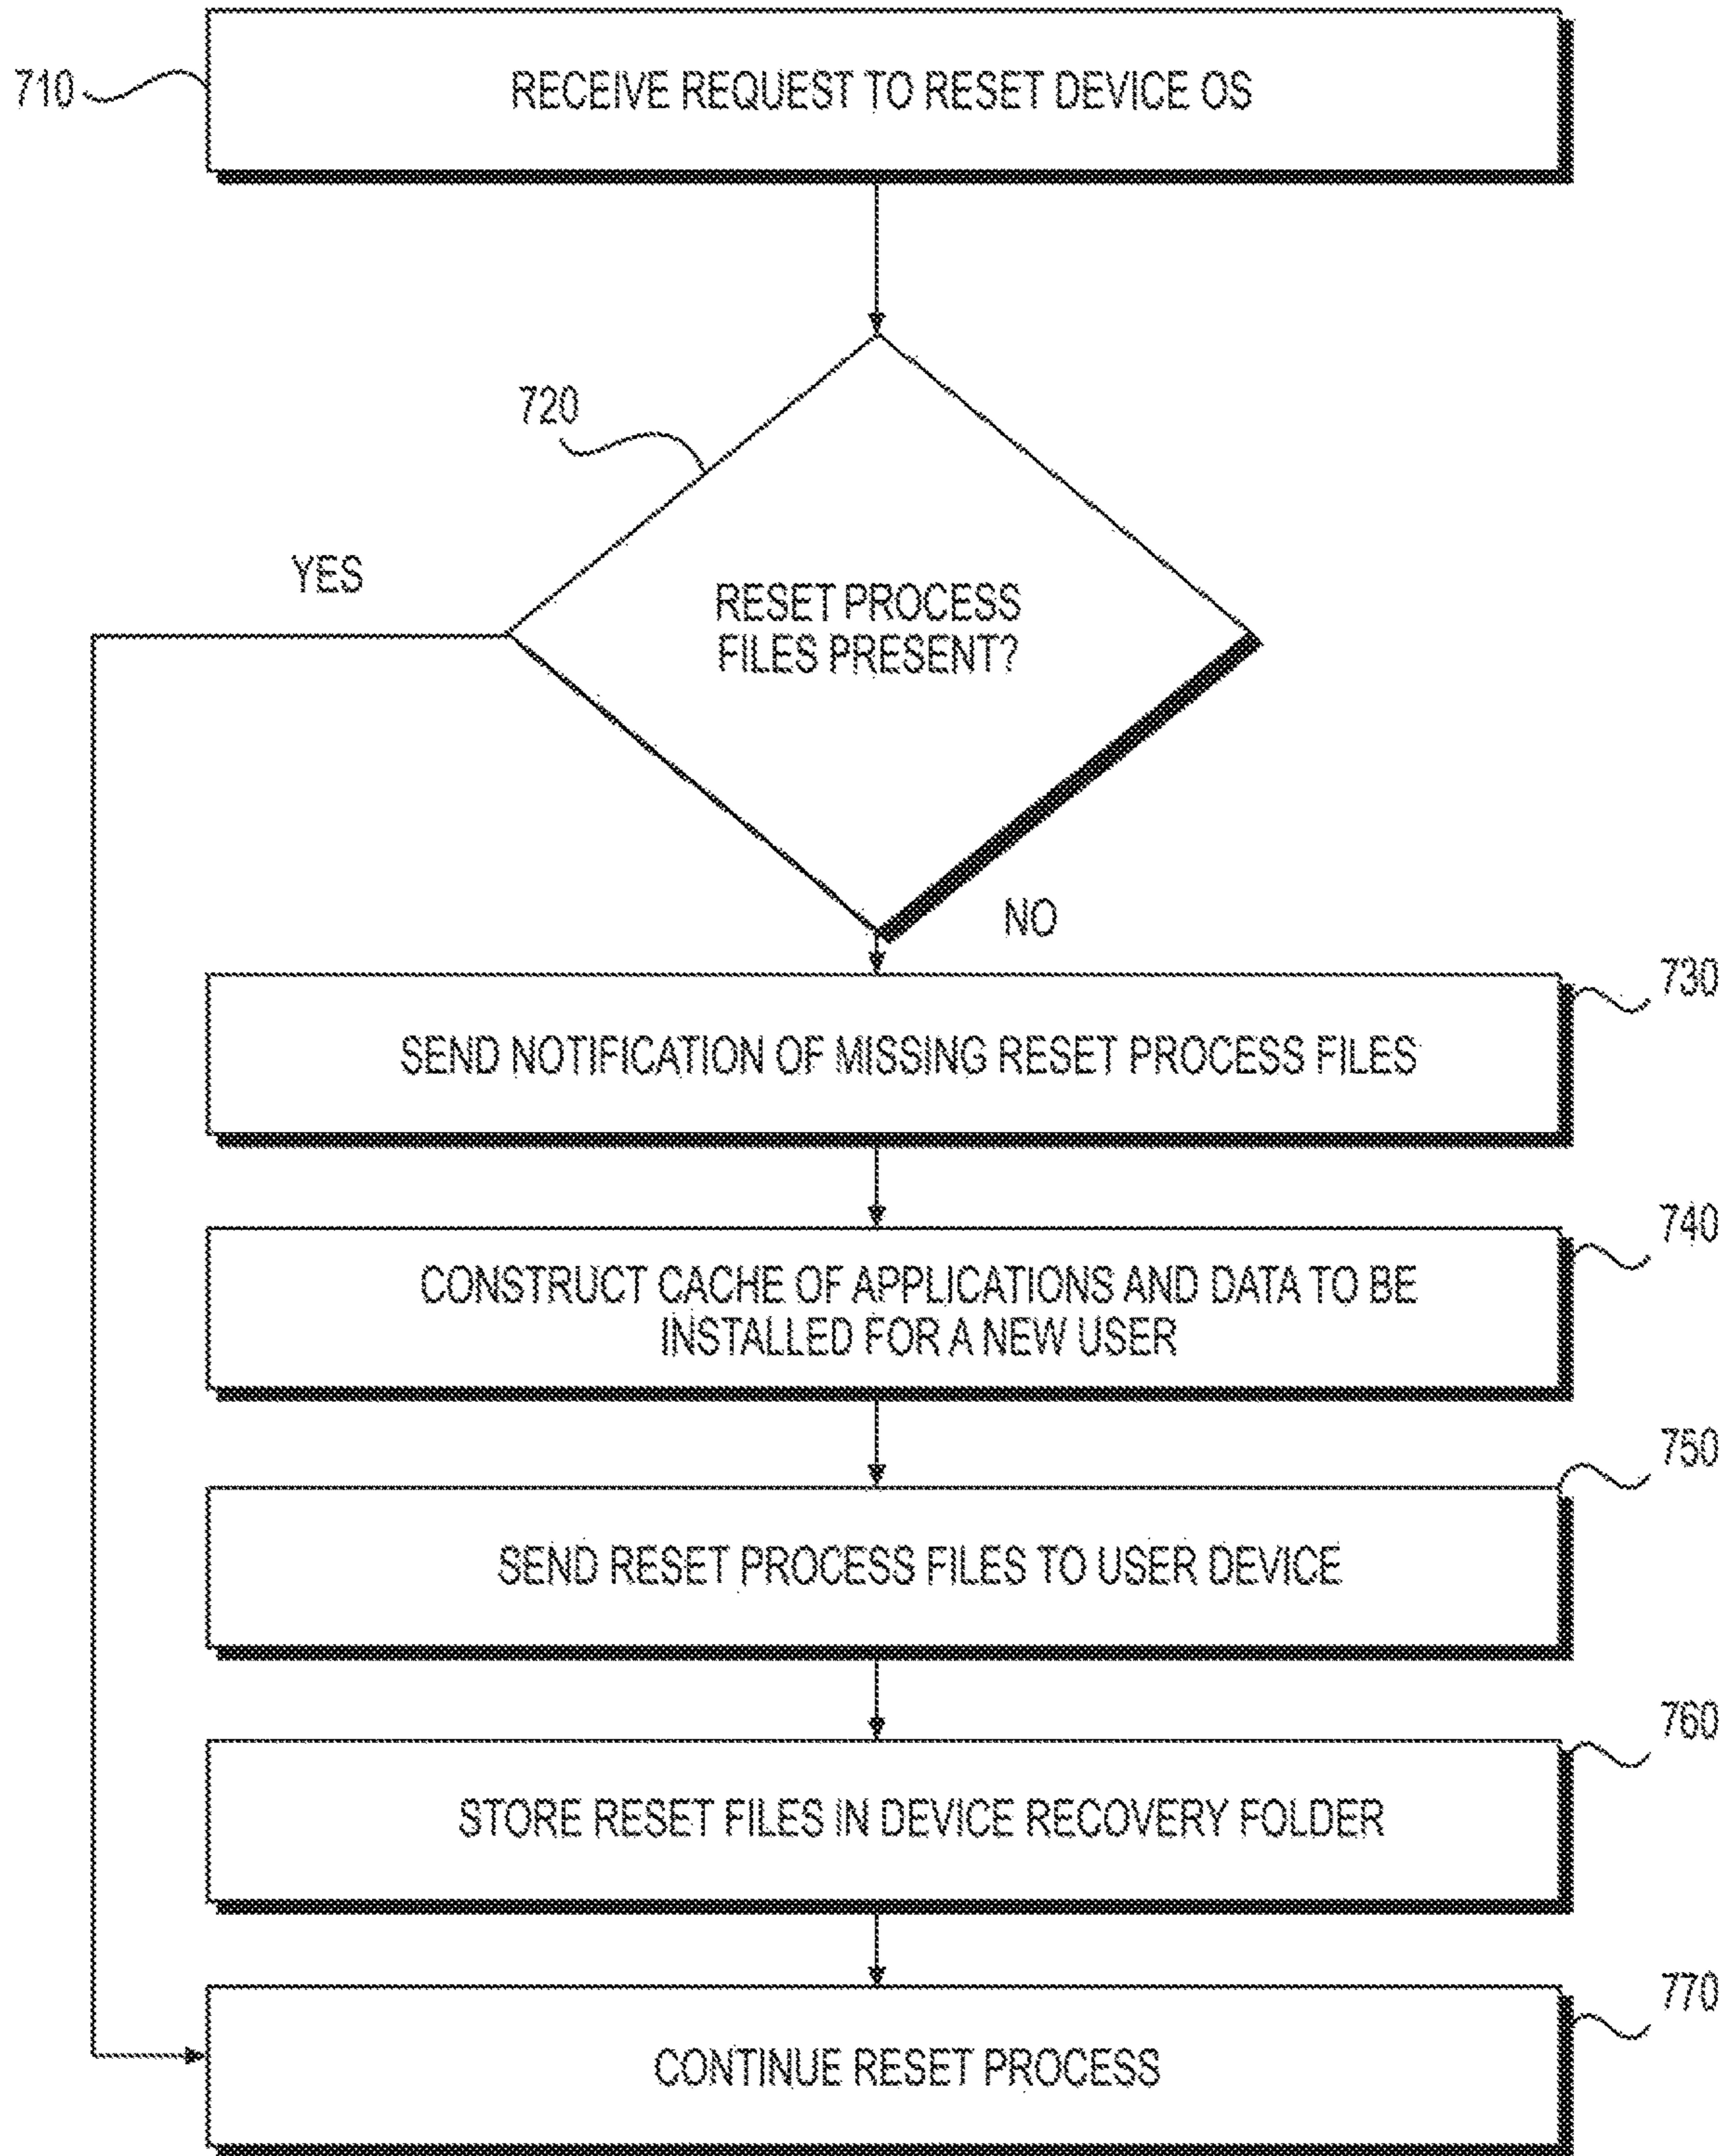 710
RECEIVE REQUEST TO RESET DEVICE OS
720
YES
RESET PROCESS
FILES PRESENT?
NO
730
SEND NOTIFICATION OF MISSING RESET PROCESS FILES
740
CONSTRUCT CACHE OF APPLICATIONS AND DATA TO BE
INSTALLED FOR A NEW USER
750
SEND RESET PROCESS FILES TO USER DEVICE
760
STORE RESET FILES IN DEVICE RECOVERY FOLDER
770
CONTINUE RESET PROCESS